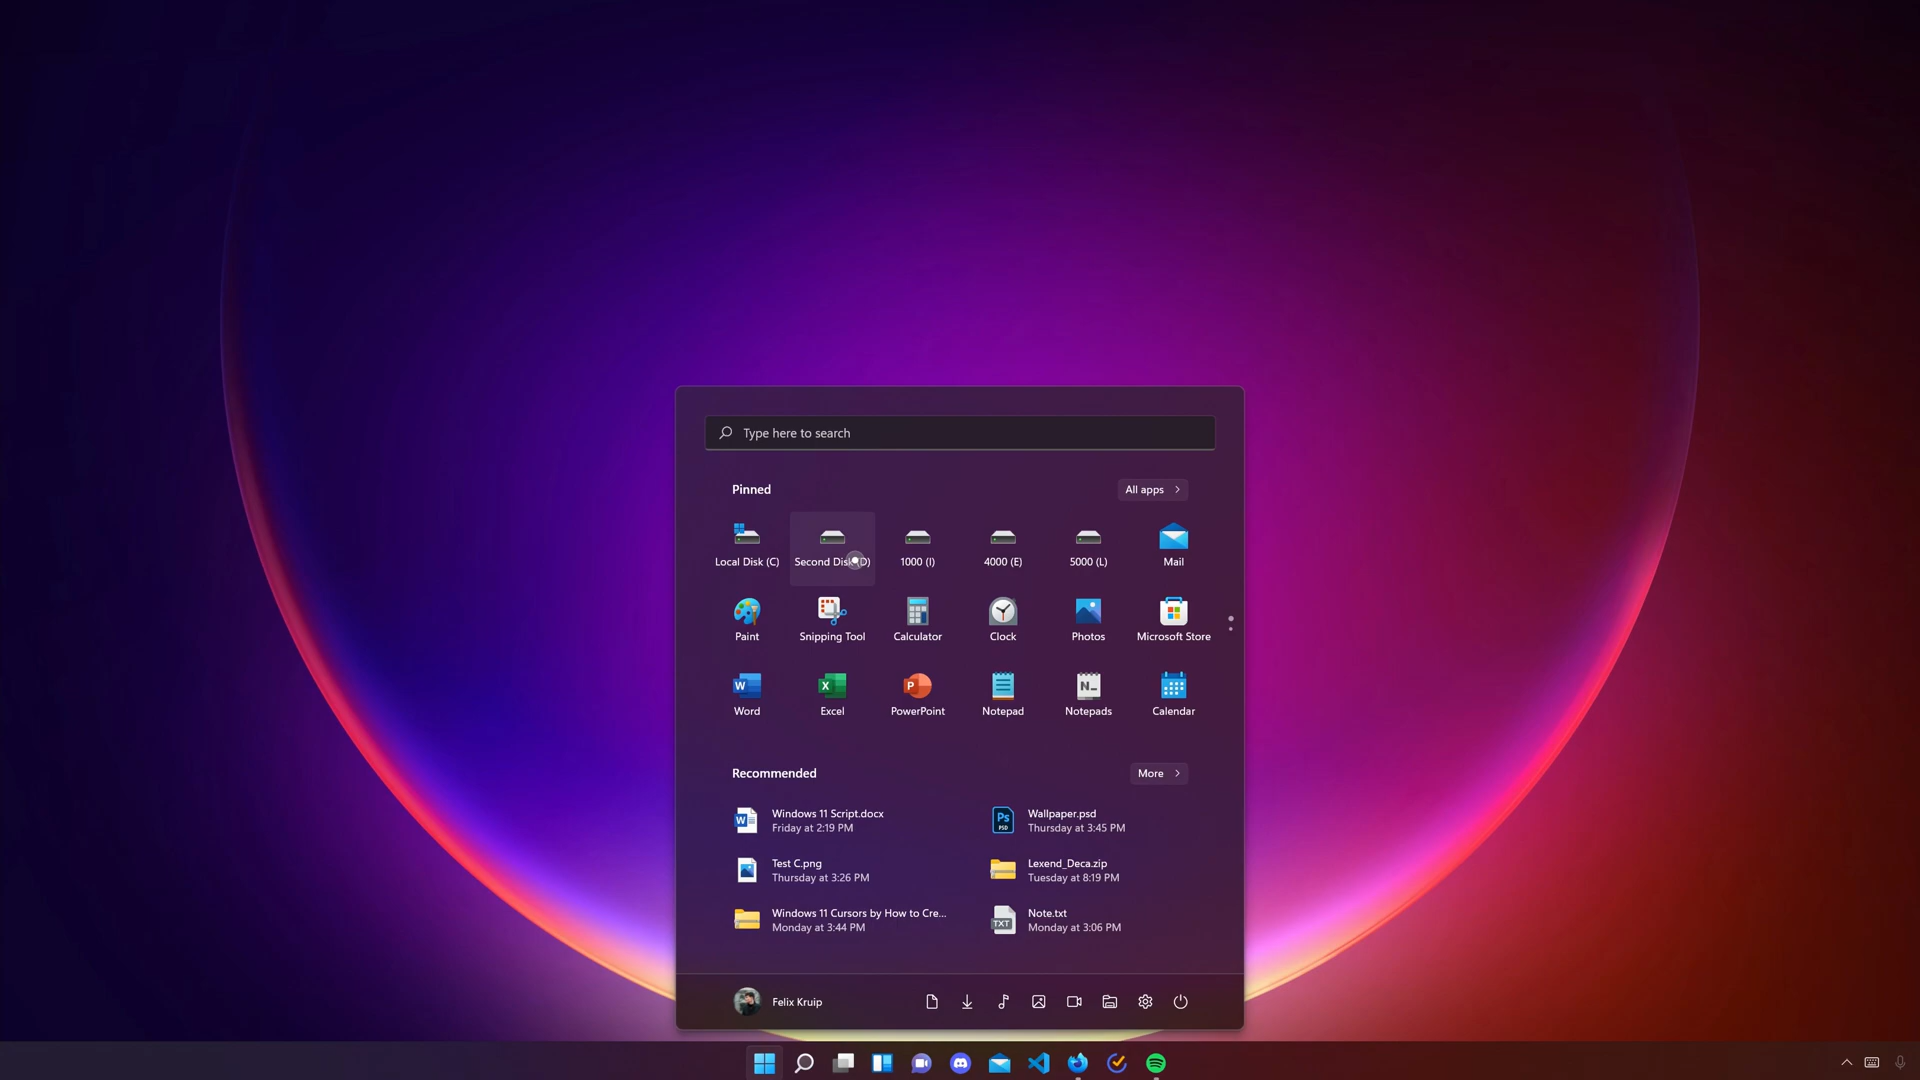 Type here to search
Pinned
All apps
Local Disk (C)
Second Disk (D)
1000 (I)
4000 (E)
5000 (L)
Mail
Paint
Snipping Tool
Calculator
Clock
Photos
Microsoft Store
Word
Excel
PowerPoint
Notepad
Notepads
Calendar
Recommended
More
Windows 11 Script.docx
Friday at 2:19 PM
Wallpaper.psd
Thursday at 3:45 PM
Test C.png
Thursday at 3:26 PM
Lexend_Deca.zip
Tuesday at 8:19 PM
Windows 11 Cursors by How to Cre...
Monday at 3:44 PM
Note.txt
Monday at 3:06 PM
Felix Kruip